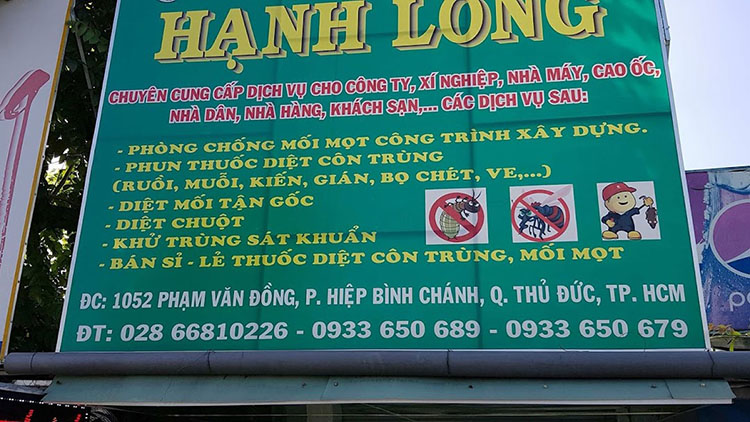 HẠNH LONG
CHUYÊN CUNG CẤP DỊCH VỤ CHO CÔNG TY, XÍ NGHIỆP, NHÀ MÁY, CAO ỐC,
NHÀ DÂN, NHÀ HÀNG, KHÁCH SẠN,... CÁC DỊCH VỤ SAU:
- PHÒNG CHỐNG MỐI MỌT CÔNG TRÌNH XÂY DỰNG.
- PHUN THUỐC DIỆT CÔN TRÙNG
(RUỒI, MUỖI, KIẾN, GIÁN, BỌ CHÉT, VE,...)
- DIỆT MỐI TẬN GỐC
- DIỆT CHUỘT
- KHỬ TRÙNG SÁT KHUẨN
- BÁN SỈ - LẺ THUỐC DIỆT CÔN TRÙNG, MỐI MỌT
ĐC: 1052 PHẠM VĂN ĐỒNG, P. HIỆP BÌNH CHÁNH, Q. THỦ ĐỨC, TP. HCM
ĐT: 028 66810226 - 0933 650 689 - 0933 650 679